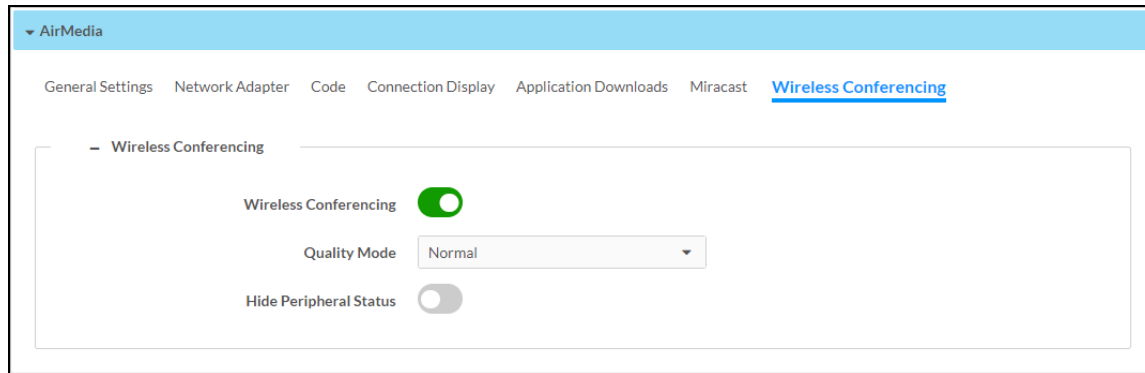 AirMedia
General Settings Network Adapter Code Connection Display Application Downloads Miracast Wireless Conferencing
Wireless Conferencing
Wireless Conferencing
Quality Mode Normal
Hide Peripheral Status